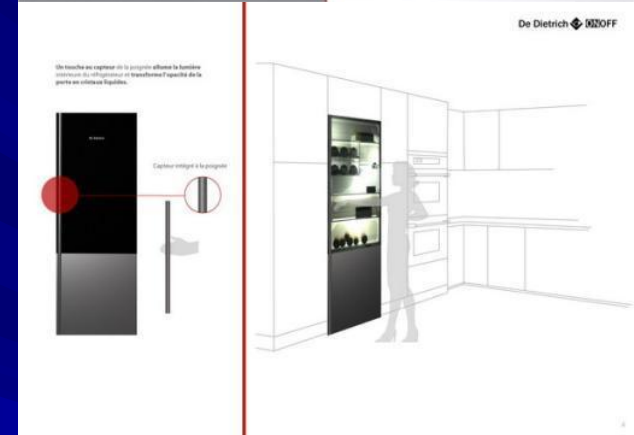 De Dietrich ONOFF
Un touche au capteur de la poignée allume la lumière
intérieure du réfrigérateur et transforme l'opacité de la
porte en cristaux liquides.
Capteur intégré à la poignée